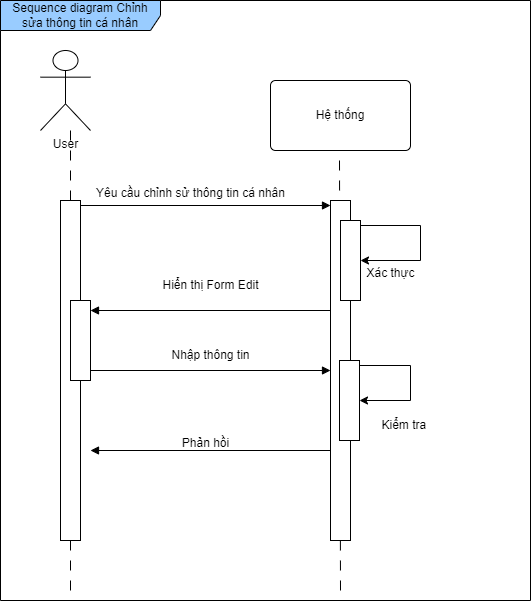 Sequence diagram Chỉnh
sửa thông tin cá nhân
User
Hệ thống
Yêu cầu chỉnh sử thông tin cá nhân
Xác thực
Hiển thị Form Edit
Nhập thông tin
Kiểm tra
Phản hồi